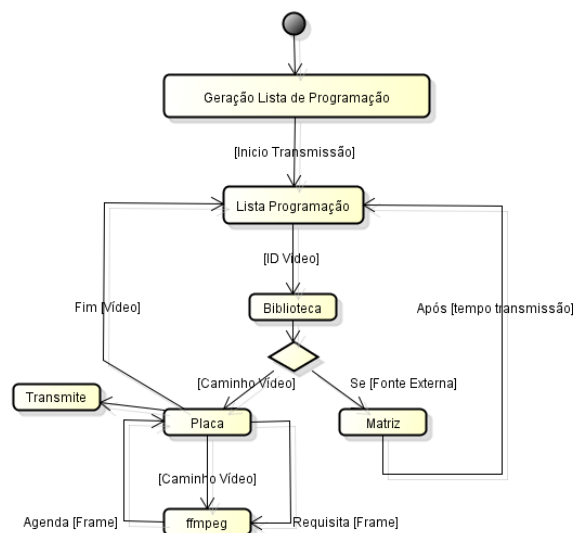 Geração Lista de Programação
[Inicio Transmissão]
Lista Programação
[ID Vídeo]
Biblioteca
Fim [Vídeo]
Após [tempo transmissão]
[Caminho Vídeo]
Se [Fonte Externa]
Transmite
Placa
Matriz
[Caminho Vídeo]
Agenda [Frame]
ffmpeg
Requisita [Frame]